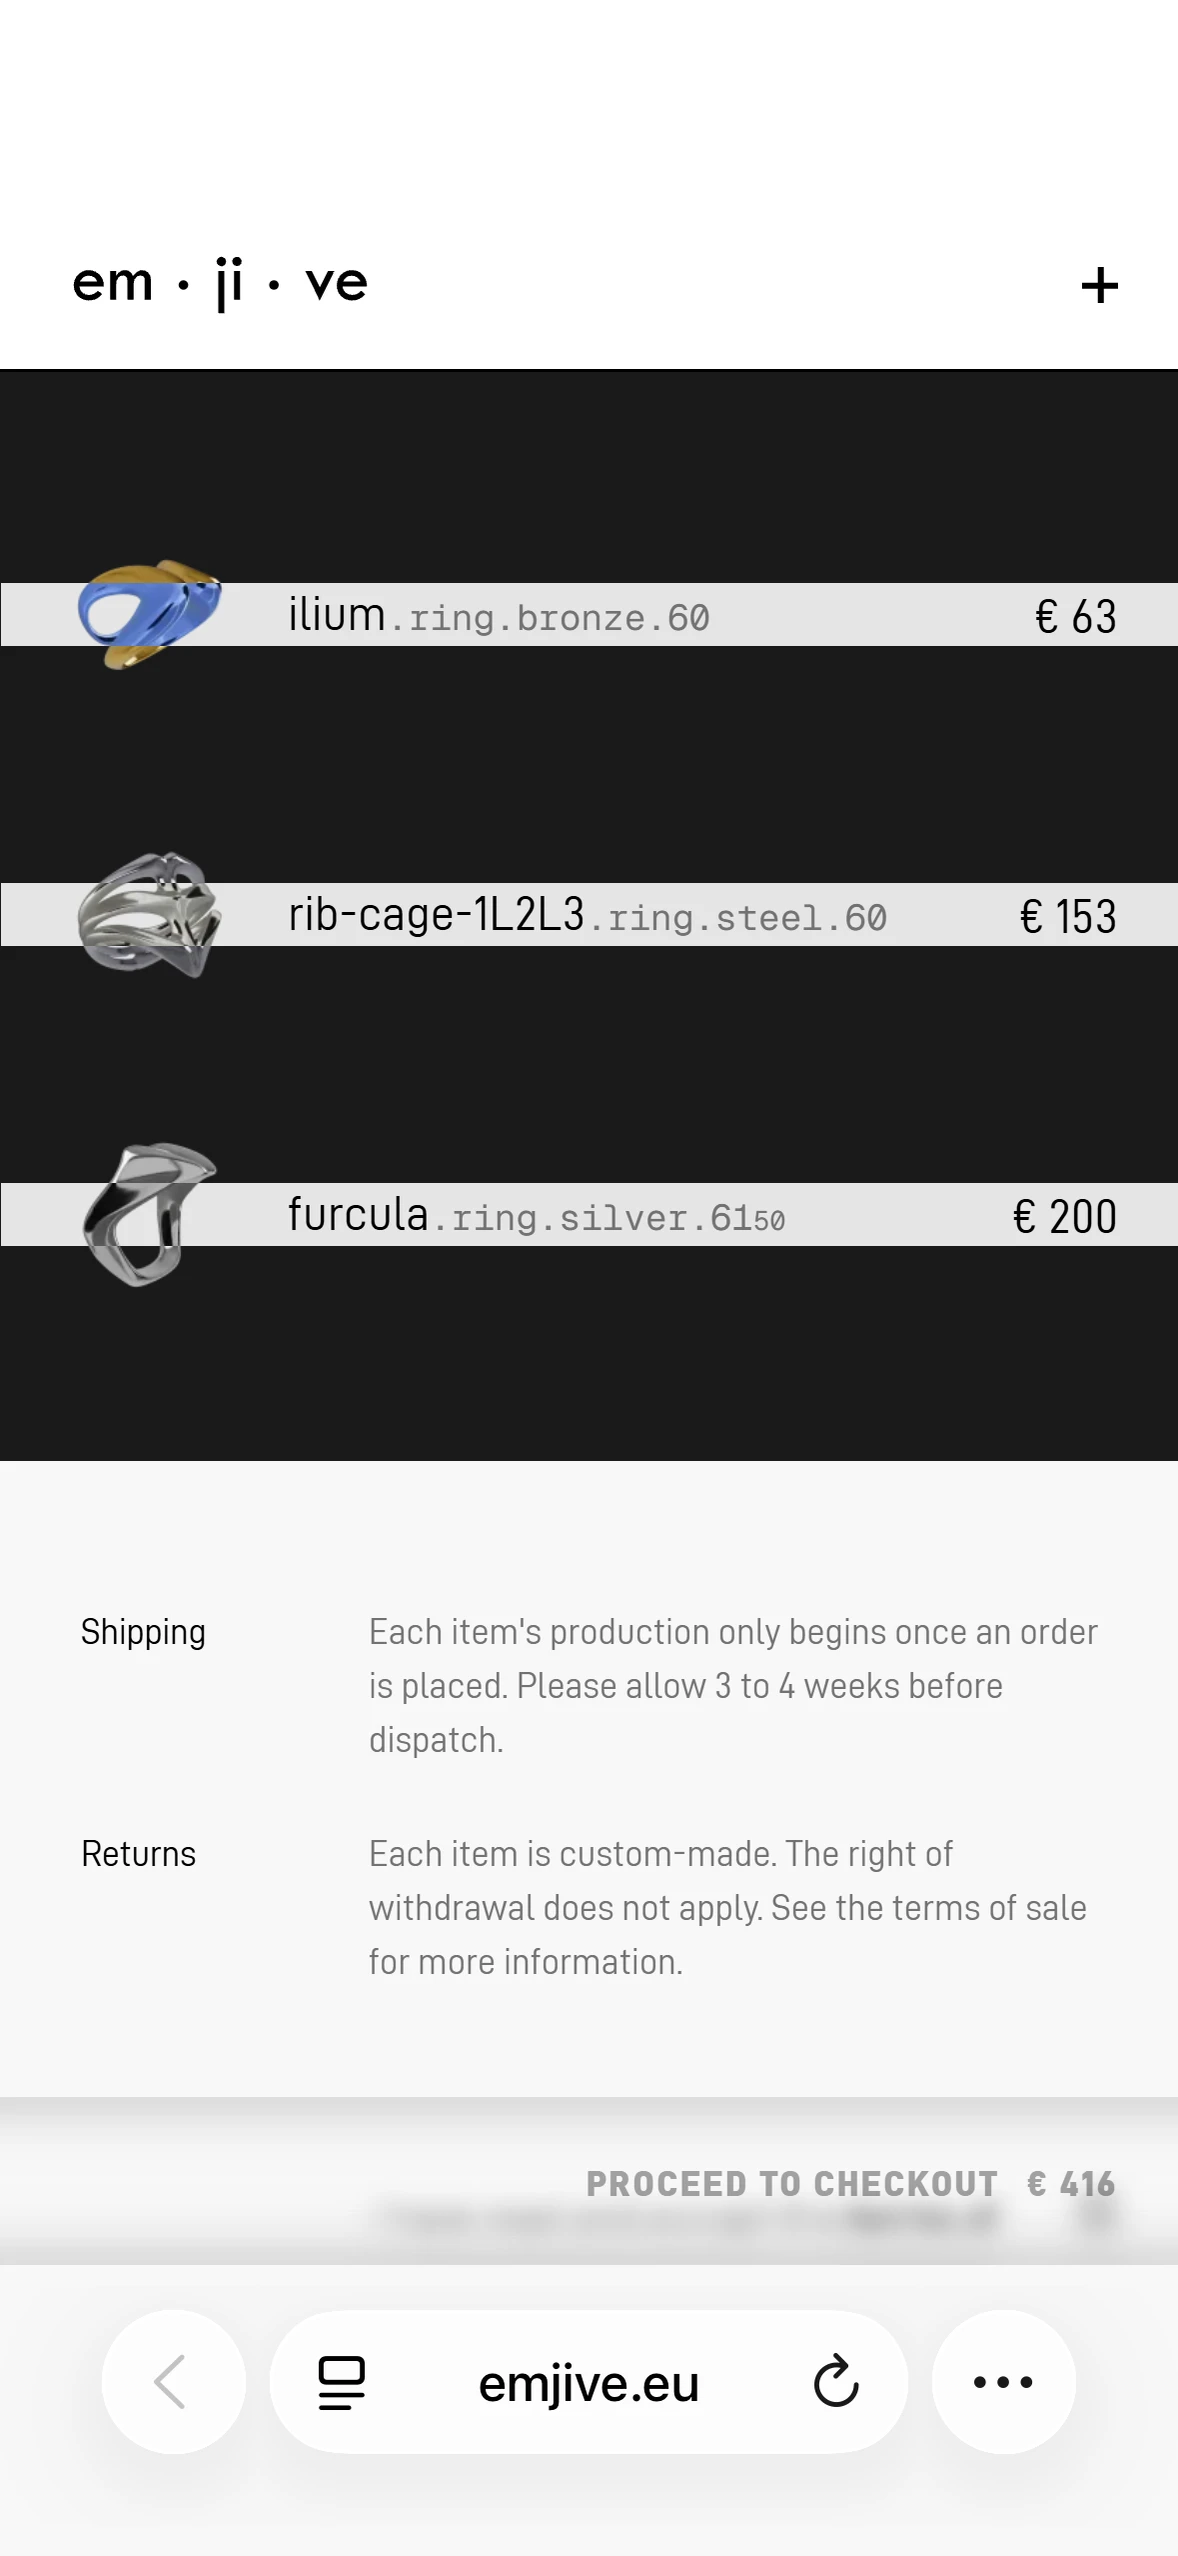 em · ji · ve +
ilium.ring.bronze.60 € 63
rib-cage-1L2L3.ring.steel.60 € 153
furcula.ring.silver.6150 € 200
Shipping
Each item's production only begins once an order
is placed. Please allow 3 to 4 weeks before
dispatch.
Returns
Each item is custom-made. The right of
withdrawal does not apply. See the terms of sale
for more information.
PROCEED TO CHECKOUT € 416
emjive.eu